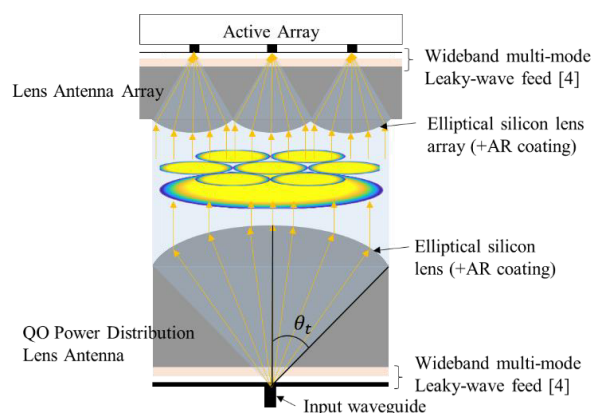 Active Array
Wideband multi-mode
Leaky-wave feed [4]
Lens Antenna Array
Elliptical silicon lens
array (+AR coating)
Elliptical silicon
lens (+AR coating)
θt
QO Power Distribution
Lens Antenna
Wideband multi-mode
Leaky-wave feed [4]
Input waveguide